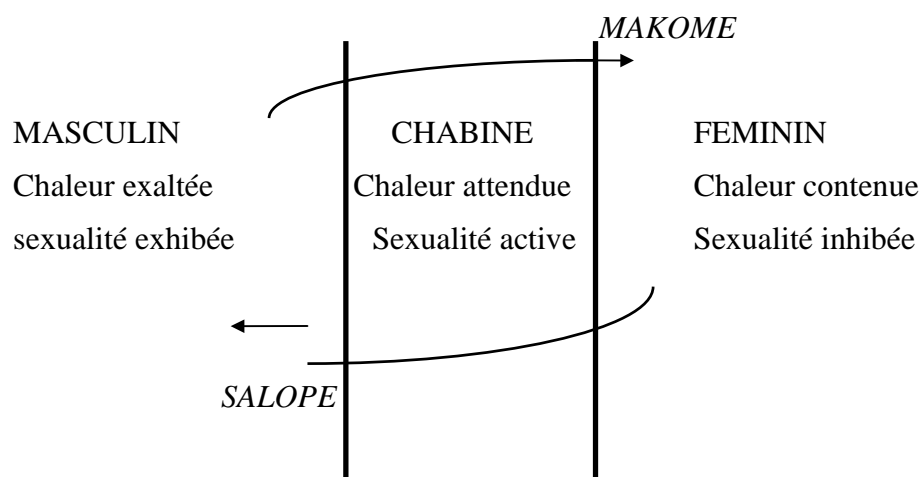 MAKOME
MASCULIN CHABINE FEMININ
Chaleur exaltée Chaleur attendue Chaleur contenue
sexualité exhibée Sexualité active Sexualité inhibée
SALOPE